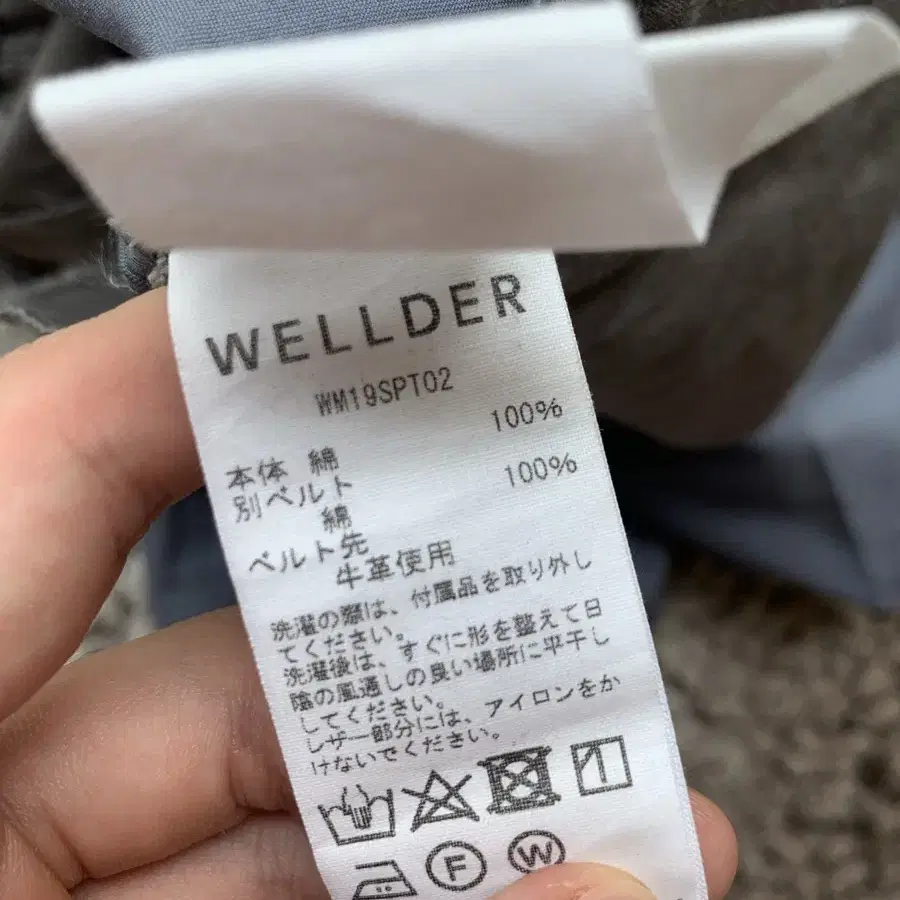 WELLDER
WM19SPT02
本体 綿 100%
別ベルト
綿 100%
ベルト先
牛革使用
洗濯の際は、付属品を取り外し
てください。
洗濯後は、すぐに形を整えて日
陰の風通しの良い場所に平干し
してください。
レザー部分には、アイロンをか
けないでください。
F W